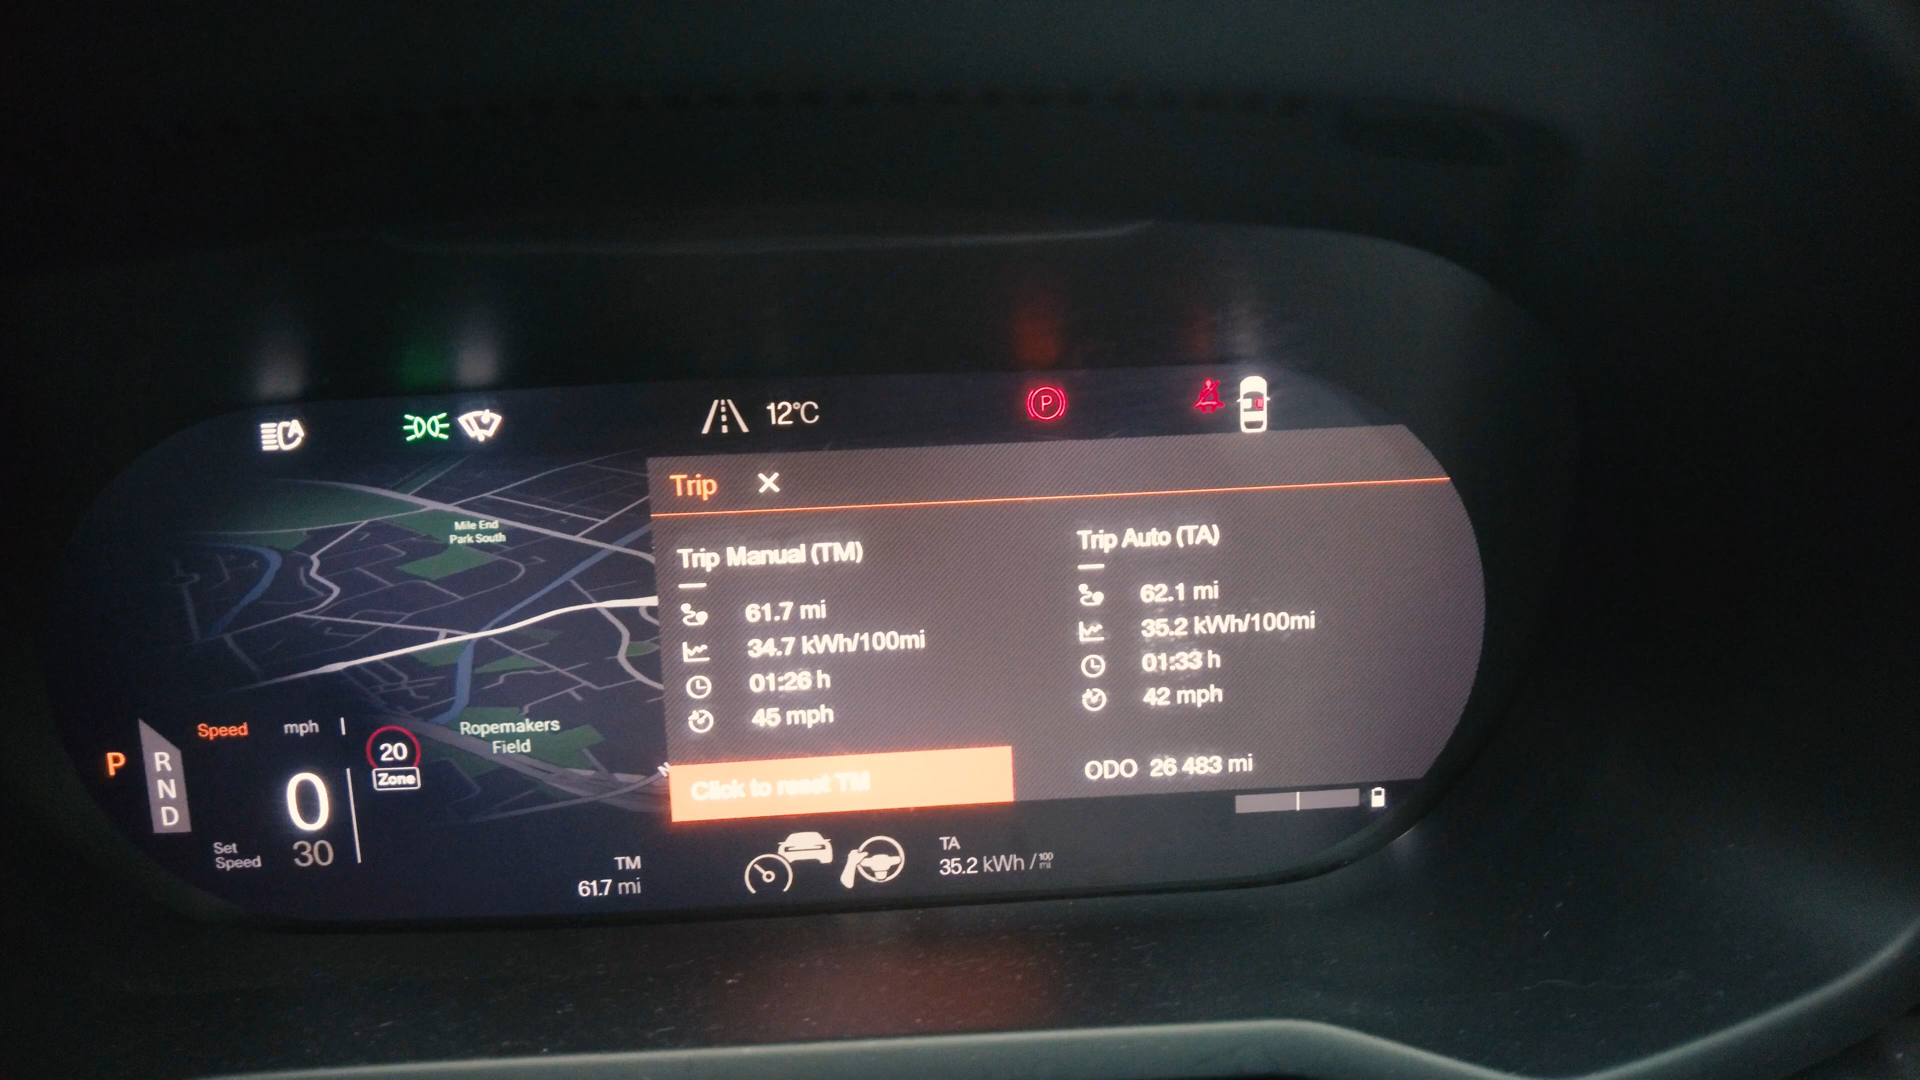 12°C
P
Trip ×
Mile End
Park South
Trip Manual (TM)
61.7 mi
34.7 kWh/100mi
01:26 h
45 mph
Click to reset TM
Trip Auto (TA)
62.1 mi
35.2 kWh/100mi
01:33 h
42 mph
ODO 26 483 mi
Ropemakers
Field
N
Speed mph
20
Zone
P
R
N
D
0
Set
Speed
30
TM
61.7 mi
TA
35.2 kWh / 100 mi